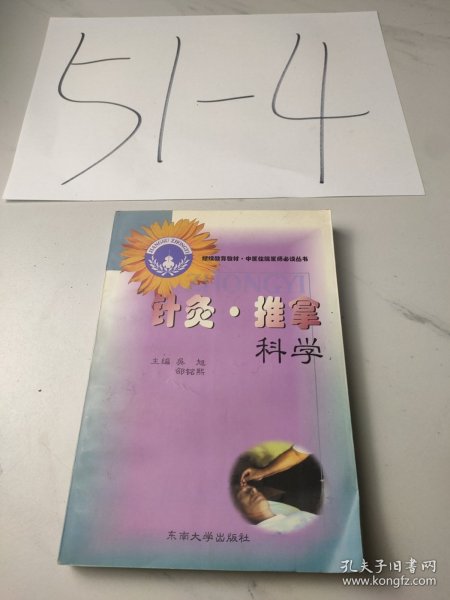 51-4
继续教育教材·中医住院医师必读丛书
ZHONGYI
针灸·推拿
科学
主编 吴 旭
邵铭熙
东南大学出版社
孔夫子旧书网
www.kongfz.com